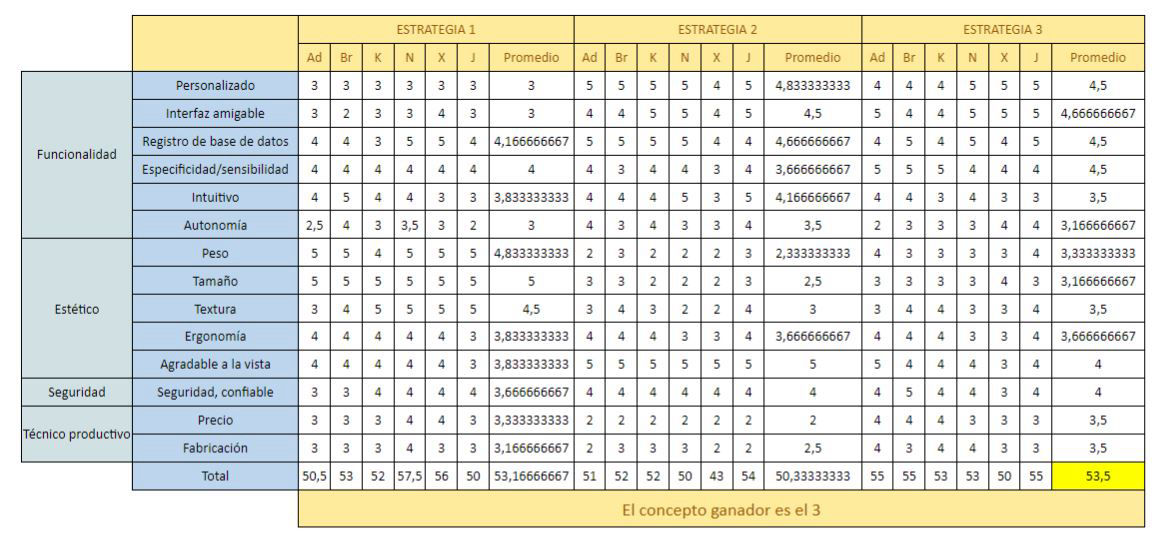 ESTRATEGIA 1 ESTRATEGIA 2 ESTRATEGIA 3
Ad Br K N X J Promedio Ad Br K N X J Promedio Ad Br K N X J Promedio
Funcionalidad
Personalizado 3 3 3 3 3 3 3 5 5 5 5 4 5 4,833333333 4 4 4 5 5 5 4,5
Interfaz amigable 3 2 3 3 4 3 3 4 4 5 5 4 5 4,5 5 4 4 5 5 5 4,666666667
Registro de base de datos 4 4 3 5 5 4 4,166666667 5 5 5 5 4 4 4,666666667 4 5 4 5 4 5 4,5
Especificidad/sensibilidad 4 4 4 4 4 4 4 4 3 4 4 3 4 3,666666667 5 5 5 4 4 4 4,5
Intuitivo 4 5 4 4 3 3 3,833333333 4 4 4 5 3 5 4,166666667 4 4 3 4 3 3 3,5
Autonomía 2,5 4 3 3,5 3 2 3 4 3 4 3 3 4 3,5 2 3 3 3 4 4 3,166666667
Estético
Peso 5 5 4 5 5 5 4,833333333 2 3 2 2 2 3 2,333333333 4 3 3 3 3 4 3,333333333
Tamaño 5 5 5 5 5 5 5 3 3 2 2 2 3 2,5 3 3 3 3 4 3 3,166666667
Textura 3 4 5 5 5 5 4,5 3 4 3 2 2 4 3 3 4 4 3 3 4 3,5
Ergonomía 4 4 4 4 4 3 3,833333333 4 4 4 3 3 4 3,666666667 4 4 4 3 3 4 3,666666667
Agradable a la vista 4 4 4 4 4 3 3,833333333 5 5 5 5 5 5 5 5 4 4 4 3 4 4
Seguridad Seguridad, confiable 3 3 4 4 4 4 3,666666667 4 4 4 4 4 4 4 4 5 4 4 3 4 4
Técnico productivo
Precio 3 3 3 4 4 3 3,333333333 2 2 2 2 2 2 2 4 4 4 3 3 3 3,5
Fabricación 3 3 3 4 3 3 3,166666667 2 3 3 3 2 2 2,5 4 3 4 4 3 3 3,5
Total 50,5 53 52 57,5 56 50 53,16666667 51 52 52 50 43 54 50,33333333 55 55 53 53 50 55 53,5
El concepto ganador es el 3